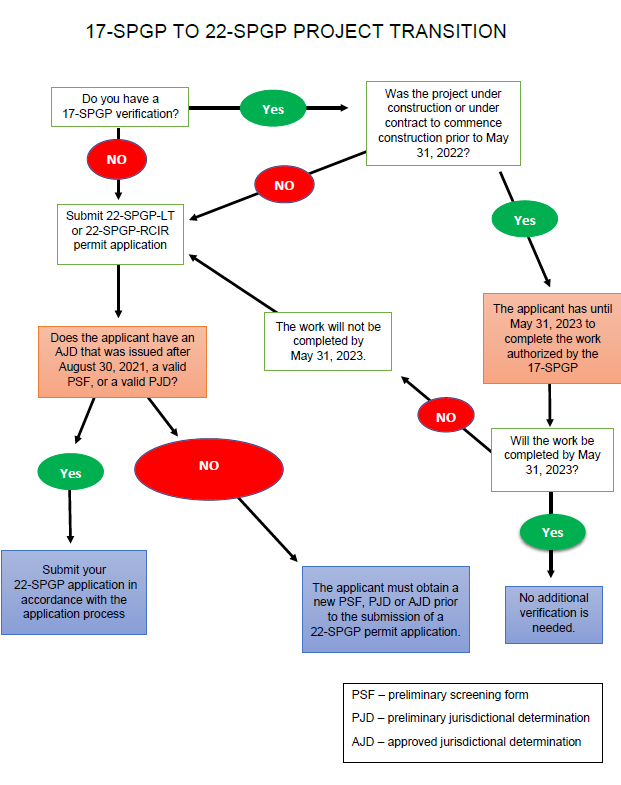 17-SPGP TO 22-SPGP PROJECT TRANSITION
Do you have a
17-SPGP verification?
Yes
Was the project under
construction or under
contract to commence
construction prior to May
31, 2022?
NO
NO
Submit 22-SPGP-LT
or 22-SPGP-RCIR
permit application
Yes
The applicant has until
May 31, 2023 to
complete the work
authorized by the
17-SPGP
The work will not be
completed by
May 31, 2023.
Does the applicant have an
AJD that was issued after
August 30, 2021, a valid
PSF, or a valid PJD?
NO
Will the work be
completed by May
31, 2023?
Yes
NO
Yes
Submit your
22-SPGP application in
accordance with the
application process
The applicant must obtain a
new PSF, PJD or AJD prior
to the submission of a
22-SPGP permit application.
No additional
verification is
needed.
PSF – preliminary screening form
PJD – preliminary jurisdictional determination
AJD – approved jurisdictional determination